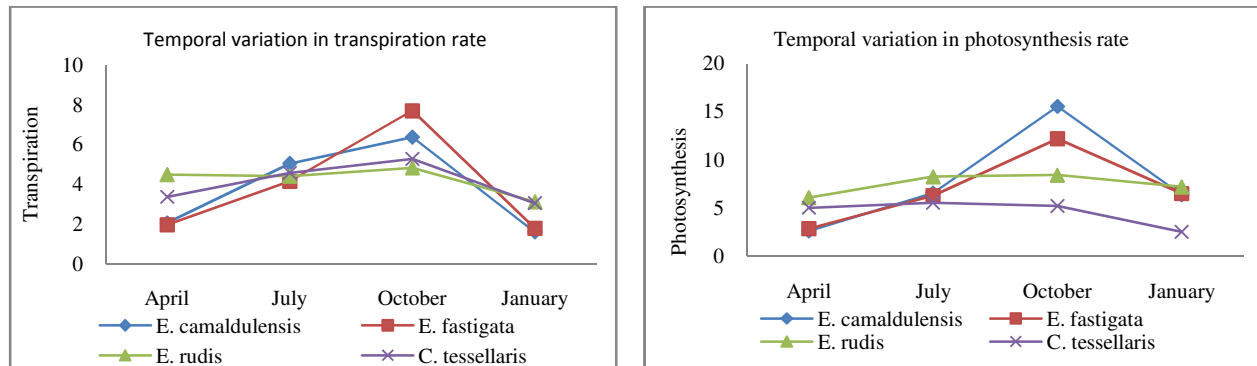 Temporal variation in transpiration rate
10
8
6
4
2
0
Transpiration
April July October January
E. camaldulensis E. fastigata
E. rudis C. tessellaris
Temporal variation in photosynthesis rate
20
15
10
5
0
Photosynthesis
April July October January
E. camaldulensis E. fastigata
E. rudis C. tessellaris